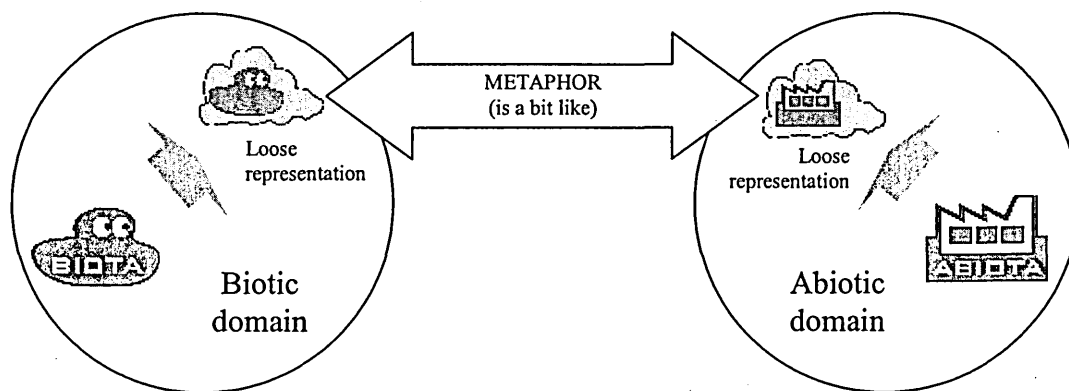 METAPHOR
(is a bit like)
Loose
representation
Loose
representation
BIOTA
ABIOTA
Biotic
domain
Abiotic
domain